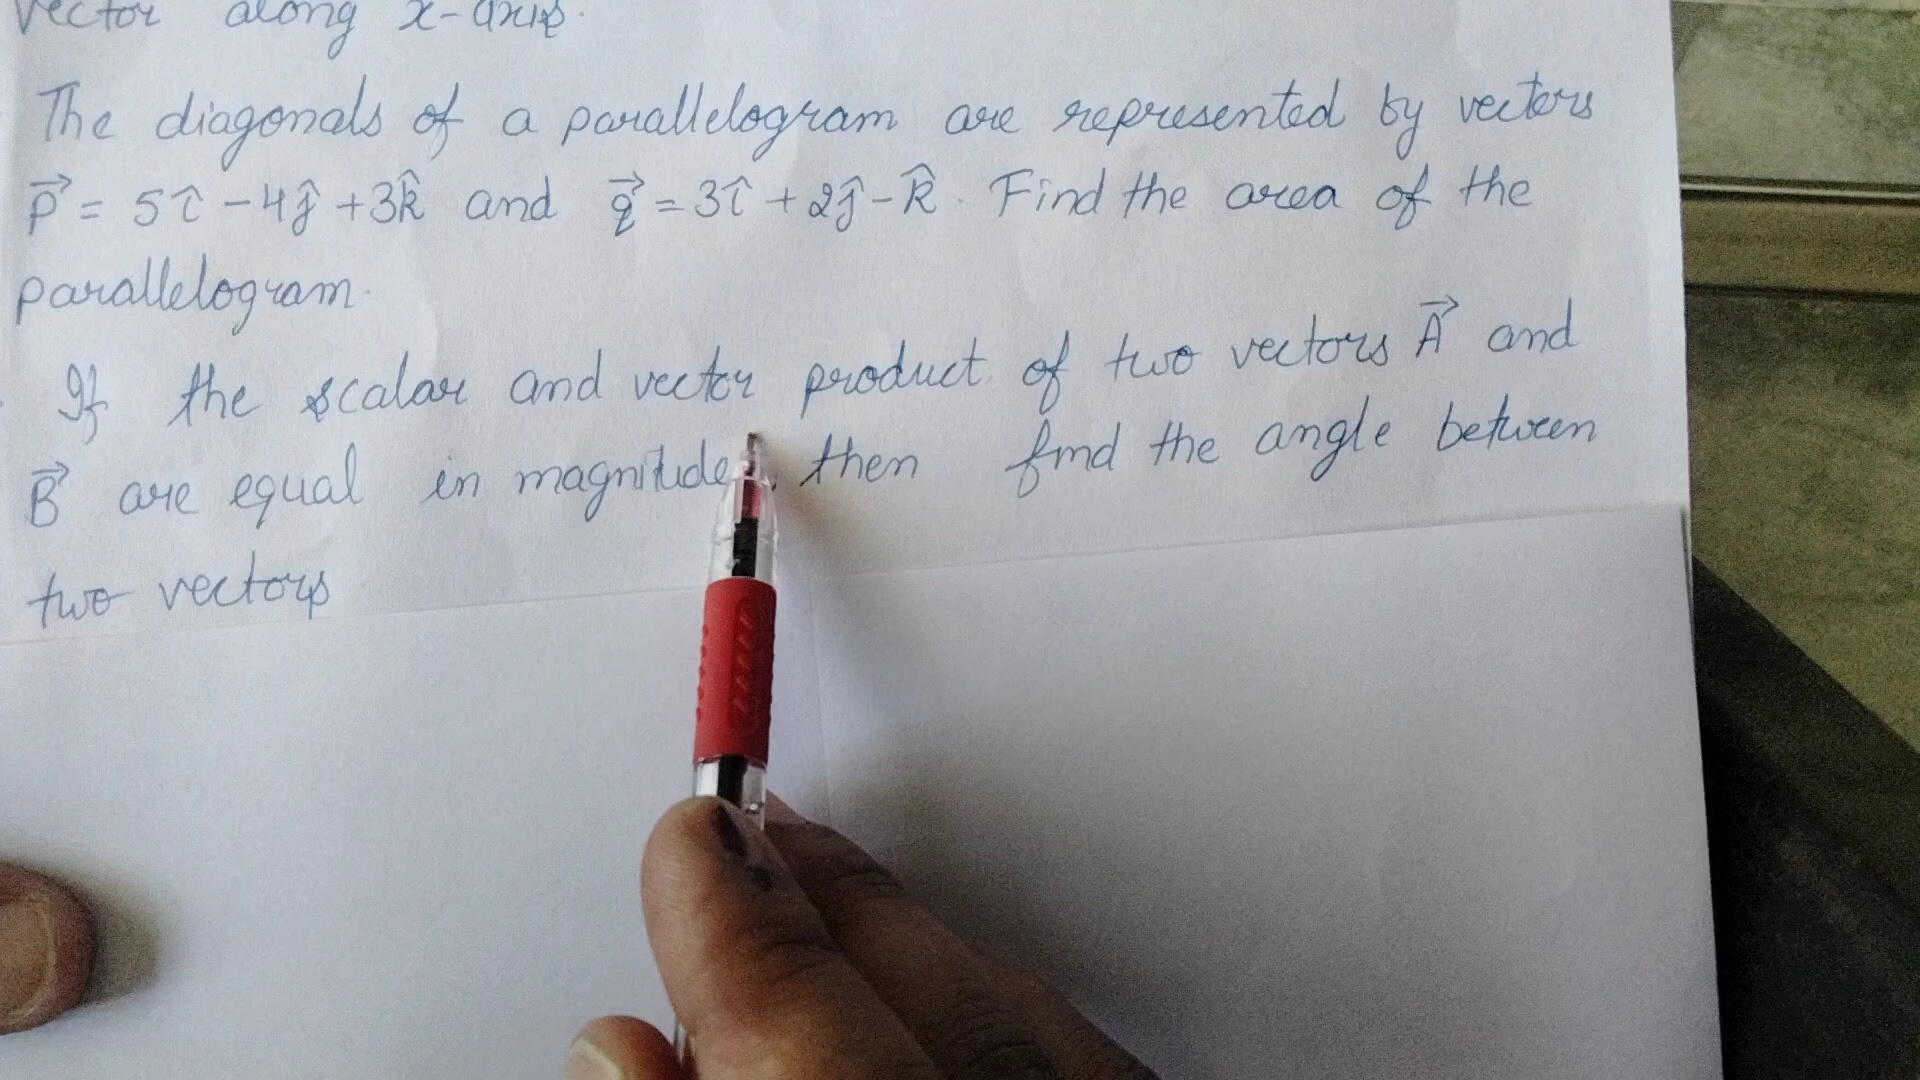 vector along x-axis.
The diagonals of a parallelogram are represented by vectors
p⃗ = 5î - 4ĵ + 3k̂ and q⃗ = 3î + 2ĵ - k̂. Find the area of the
parallelogram.
If the scalar and vector product of two vectors A⃗ and
B⃗ are equal in magnitude, then find the angle between
two vectors